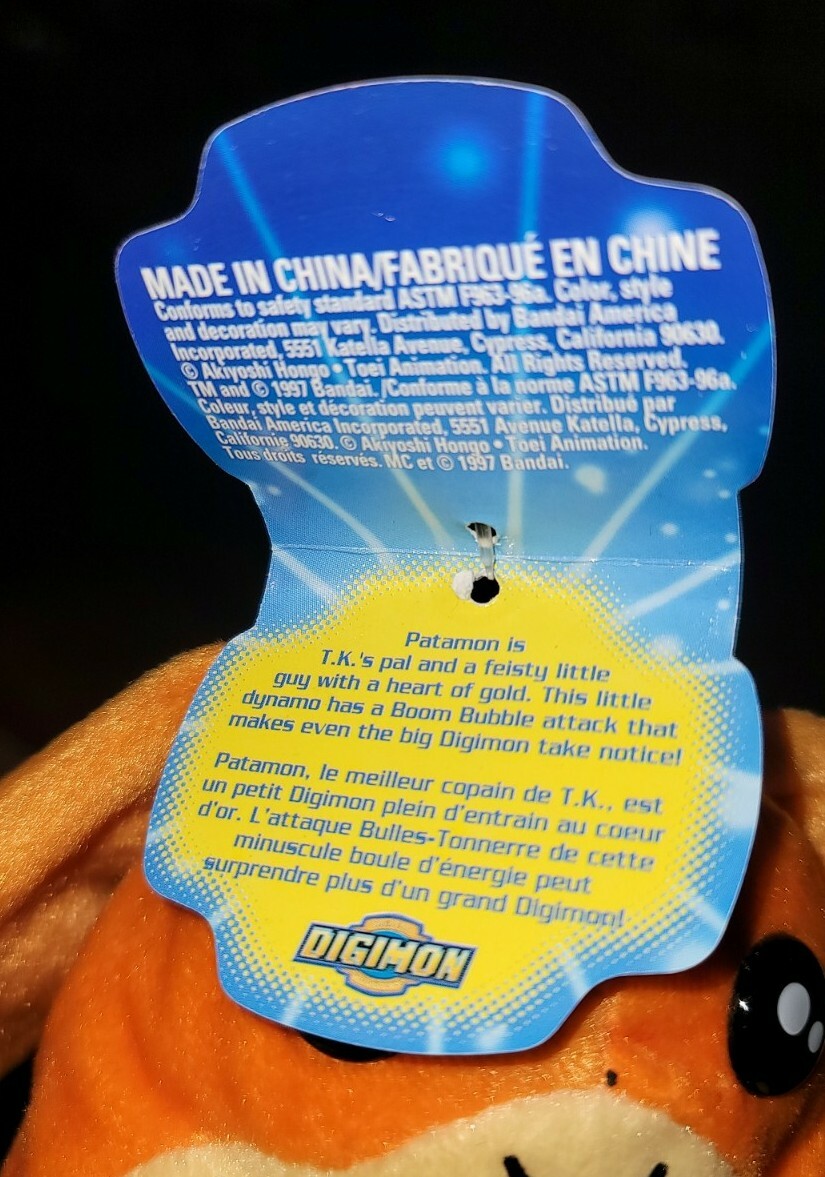 MADE IN CHINA/FABRIQUÉ EN CHINE
Conforms to safety standard ASTM F963-96a. Color, style
and decoration may vary. Distributed by Bandai America
Incorporated, 5551 Katella Avenue, Cypress, California 90630.
© Akiyoshi Hongo • Toei Animation. All Rights Reserved.
TM and © 1997 Bandai. /Conforme à la norme ASTM F963-96a.
Couleur, style et décoration peuvent varier. Distribué par
Bandai America Incorporated, 5551 Avenue Katella, Cypress,
Californie 90630. © Akiyoshi Hongo • Toei Animation.
Tous droits réservés. MC et © 1997 Bandai.
Patamon is
T.K.'s pal and a feisty little
guy with a heart of gold. This little
dynamo has a Boom Bubble attack that
makes even the big Digimon take notice!
Patamon, le meilleur copain de T.K., est
un petit Digimon plein d'entrain au coeur
d'or. L'attaque Bulles-Tonnerre de cette
minuscule boule d'énergie peut
surprendre plus d'un grand Digimon!
DIGIMON